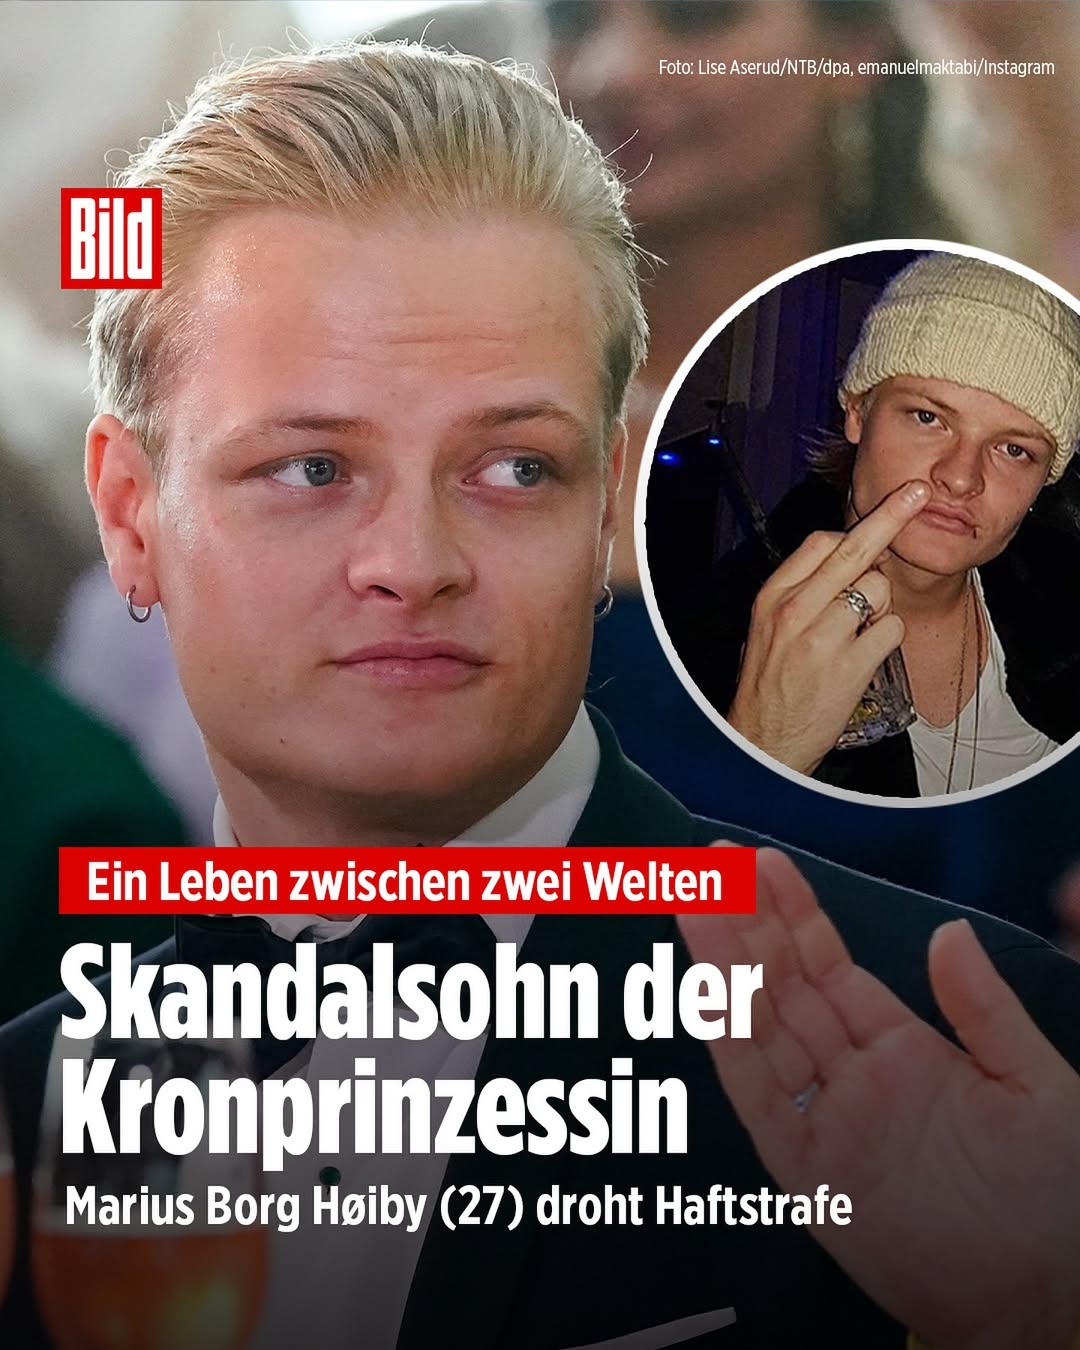 Foto: Lise Aserud/NTB/dpa, emanuelmaktabi/Instagram
Bild
Ein Leben zwischen zwei Welten
Skandalsohn der
Kronprinzessin
Marius Borg Høiby (27) droht Haftstrafe